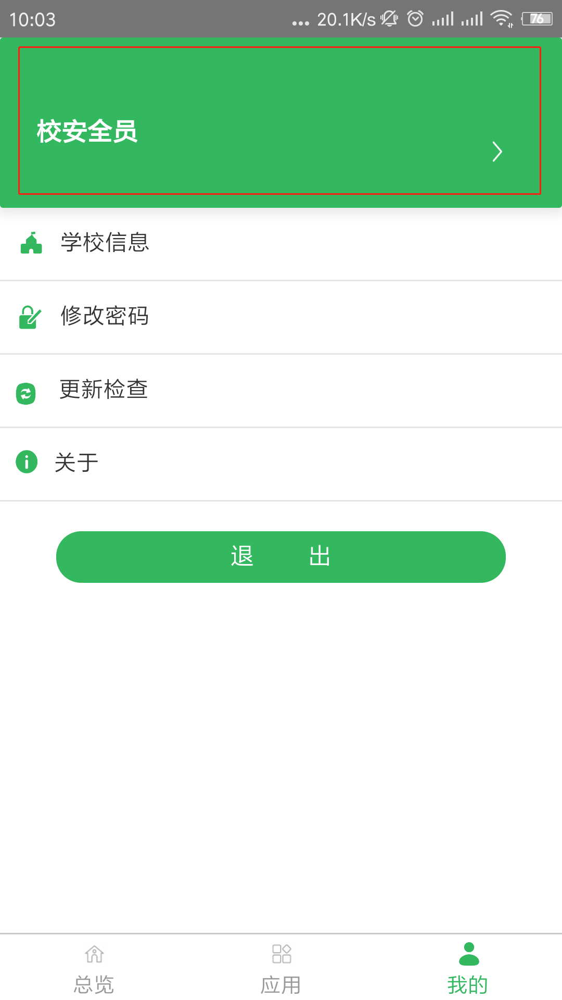 10:03 ... 20.1K/s 76
校安全员
学校信息
修改密码
更新检查
关于
退 出
总览 应用 我的